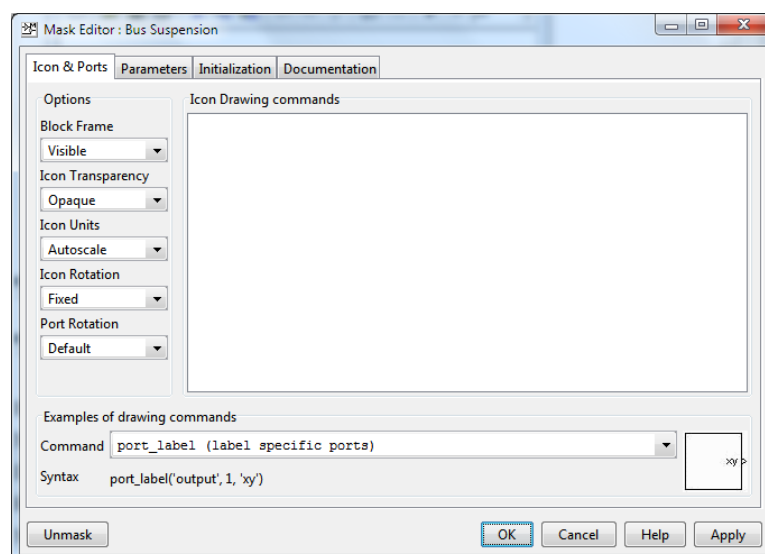 Mask Editor : Bus Suspension
Icon & Ports Parameters Initialization Documentation
Options
Icon Drawing commands
Block Frame
Visible
Icon Transparency
Opaque
Icon Units
Autoscale
Icon Rotation
Fixed
Port Rotation
Default
Examples of drawing commands
Command port_label (label specific ports)
xy >
Syntax port_label('output', 1, 'xy')
Unmask OK Cancel Help Apply